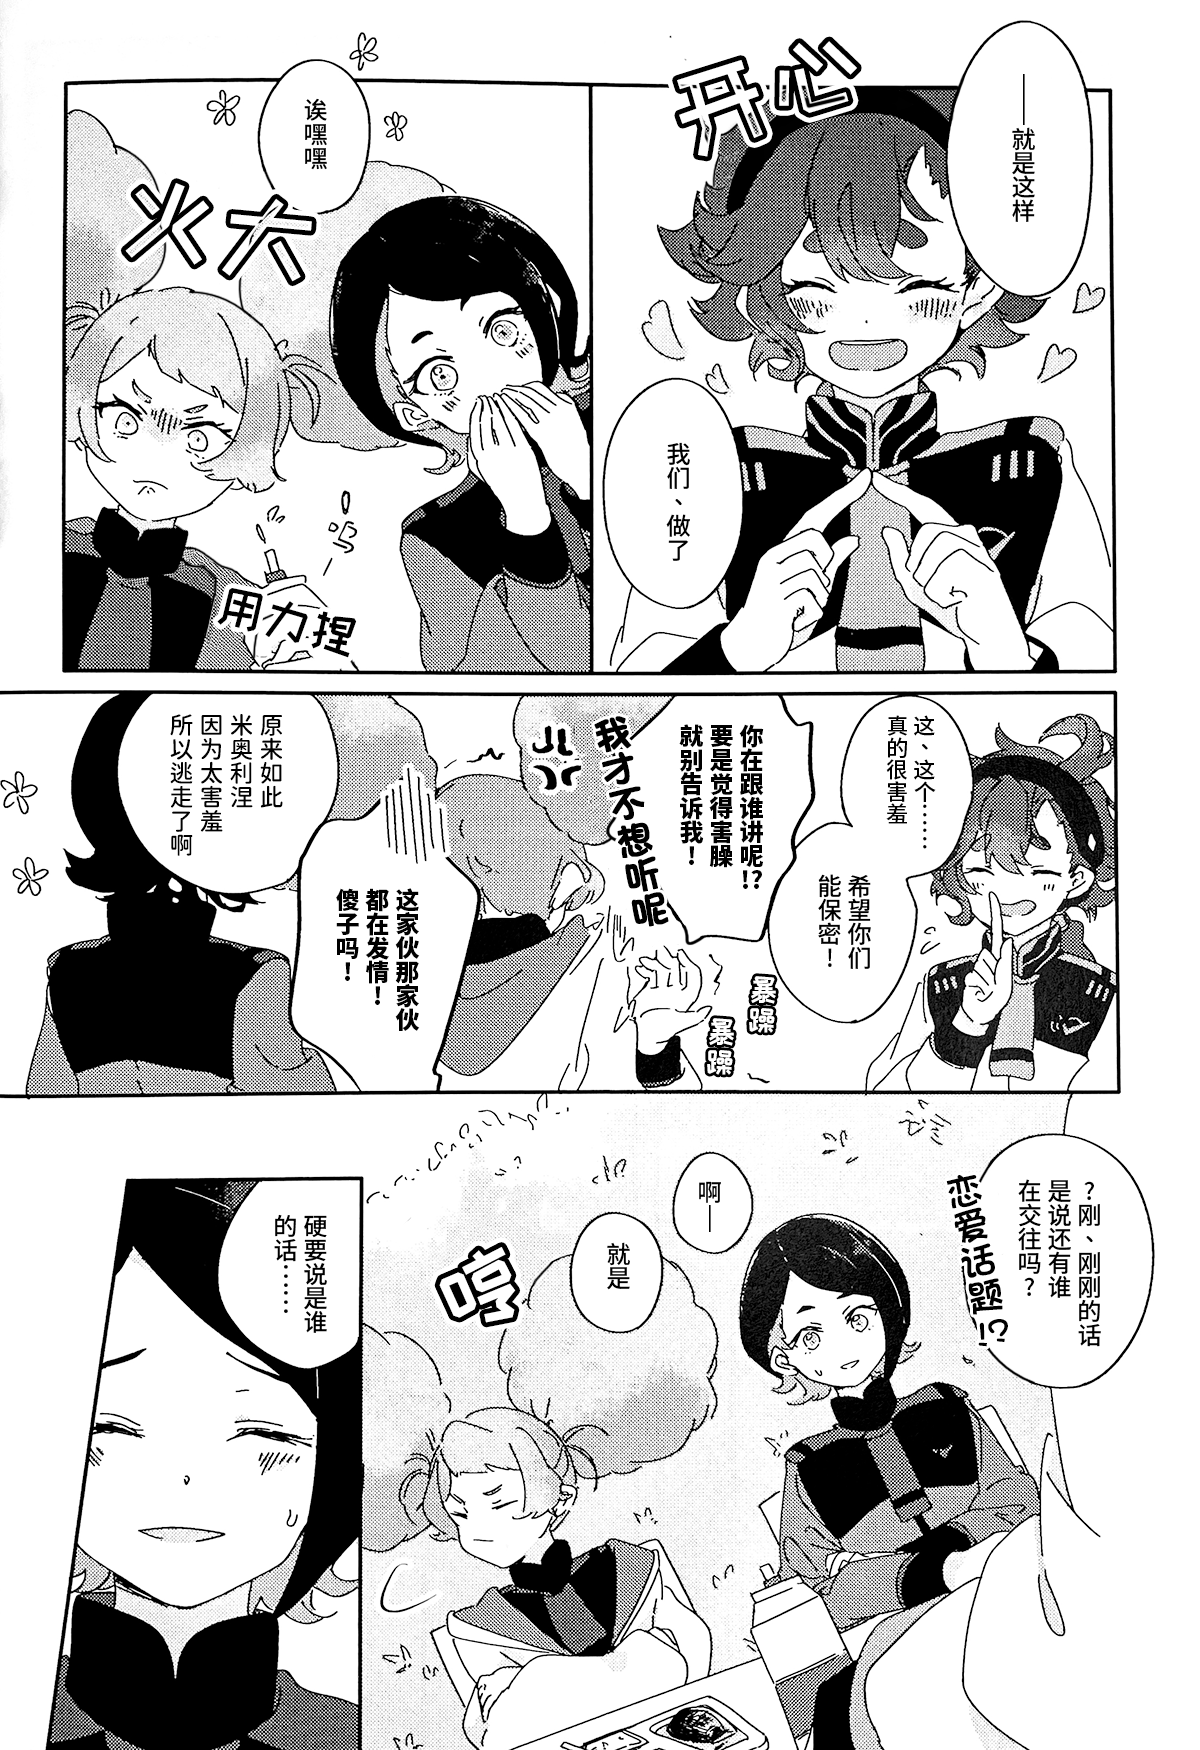 ——就是这样
开心
我们、做了
诶嘿嘿
火大
用力捏
这、这个……
真的很害羞
希望你们
能保密！
你在跟谁讲呢!?
要是觉得害臊
就别告诉我！
我才不想听呢
暴躁
暴躁
这家伙那家伙
都在发情！
傻子吗！
原来如此
米奥利涅
因为太害羞
所以逃走了啊
？刚、刚刚的话
是说还有谁
在交往吗？
恋爱话题!?
啊—
就是
哼
硬要说是谁
的话……